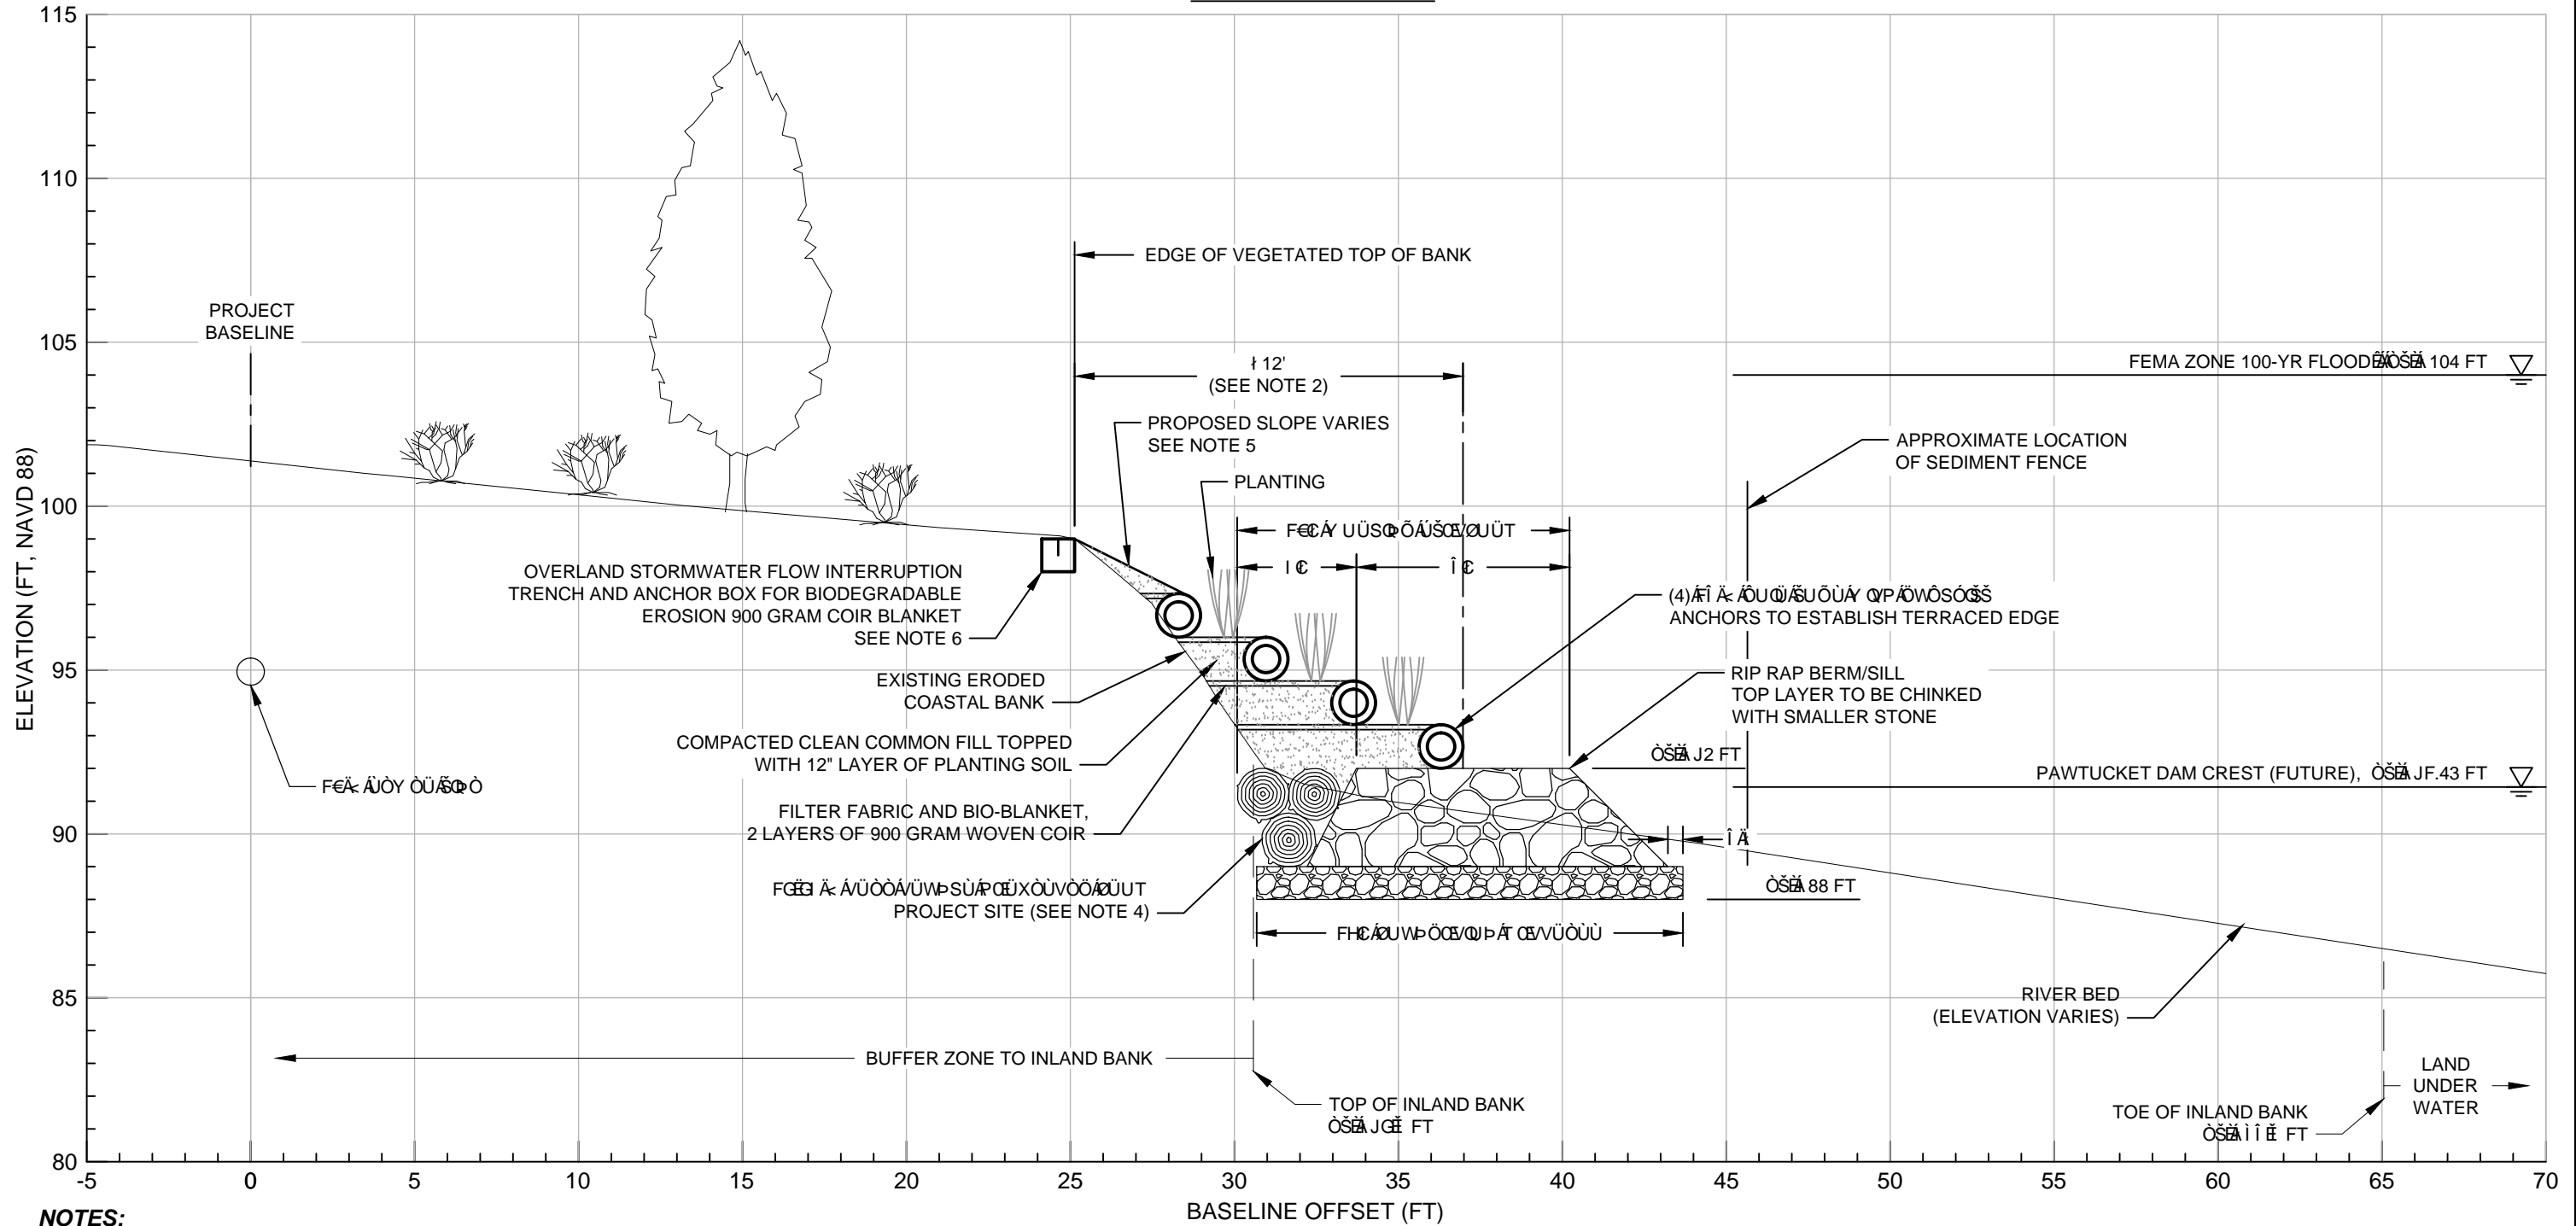 115
110
105
100
95
90
85
80
ELEVATION (FT, NAVD 88)
PROJECT
BASELINE
EDGE OF VEGETATED TOP OF BANK
12'
(SEE NOTE 2)
PROPOSED SLOPE VARIES
SEE NOTE 5
PLANTING
FEMA ZONE 100-YR FLOOD 104 FT
APPROXIMATE LOCATION
OF SEDIMENT FENCE
OVERLAND STORMWATER FLOW INTERRUPTION
TRENCH AND ANCHOR BOX FOR BIODEGRADABLE
EROSION 900 GRAM COIR BLANKET
SEE NOTE 6
(4)
ANCHORS TO ESTABLISH TERRACED EDGE
EXISTING ERODED
COASTAL BANK
RIP RAP BERM/SILL
TOP LAYER TO BE CHINKED
WITH SMALLER STONE
COMPACTED CLEAN COMMON FILL TOPPED
WITH 12" LAYER OF PLANTING SOIL
2 FT
PAWTUCKET DAM CREST (FUTURE), .43 FT
FILTER FABRIC AND BIO-BLANKET,
2 LAYERS OF 900 GRAM WOVEN COIR
PROJECT SITE (SEE NOTE 4)
88 FT
RIVER BED
(ELEVATION VARIES)
BUFFER ZONE TO INLAND BANK
TOP OF INLAND BANK
FT
TOE OF INLAND BANK
FT
LAND
UNDER
WATER
-5 0 5 10 15 20 25 30 35 40 45 50 55 60 65 70
BASELINE OFFSET (FT)
NOTES: